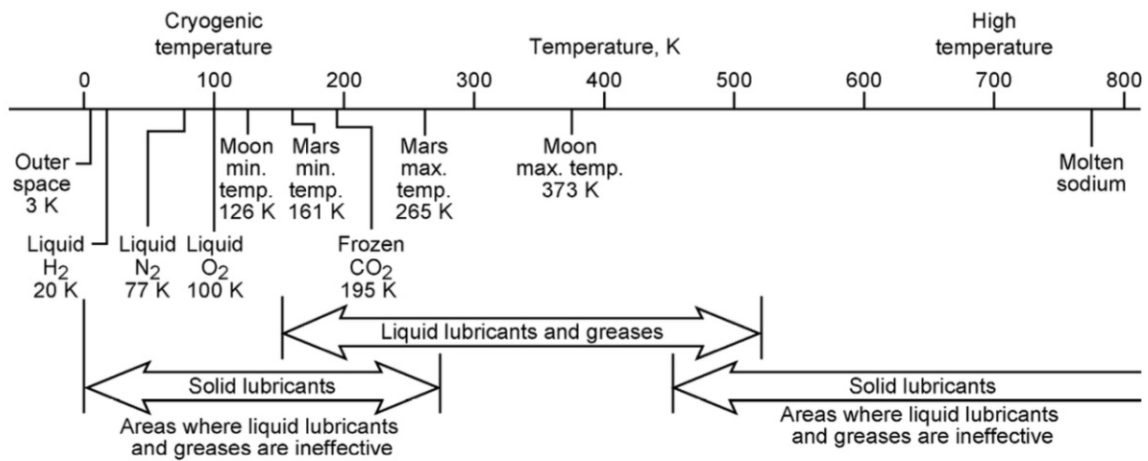 Cryogenic
temperature
Temperature, K
High
temperature
0 100 200 300 400 500 600 700 800
Outer
space
3 K
Liquid
H2
20 K
Liquid
N2
77 K
Liquid
O2
100 K
Moon
min.
temp.
126 K
Mars
min.
temp.
161 K
Frozen
CO2
195 K
Mars
max.
temp.
265 K
Moon
max. temp.
373 K
Molten
sodium
Liquid lubricants and greases
Solid lubricants
Areas where liquid lubricants
and greases are ineffective
Solid lubricants
Areas where liquid lubricants
and greases are ineffective